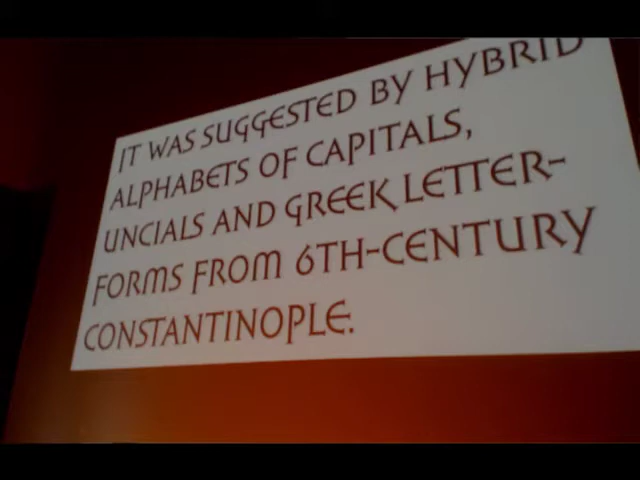 IT WAS SUGGESTED BY HYBRID
ALPHABETS OF CAPITALS,
UNCIALS AND GREEK LETTER-
FORMS FROM 6TH-CENTURY
CONSTANTINOPLE.